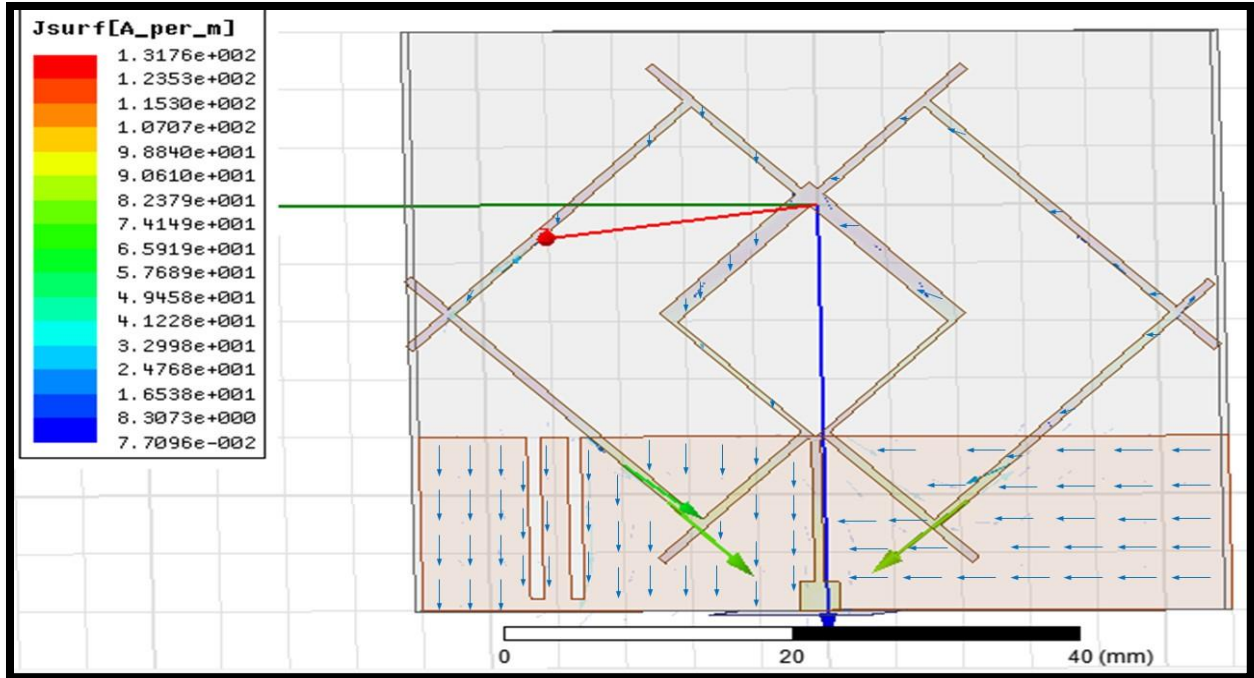 Jsurf[A_per_m]
1.3176e+002
1.2353e+002
1.1530e+002
1.0707e+002
9.8840e+001
9.0610e+001
8.2379e+001
7.4149e+001
6.5919e+001
5.7689e+001
4.9458e+001
4.1228e+001
3.2998e+001
2.4768e+001
1.6538e+001
8.3073e+000
7.7096e-002
0 20 40 (mm)